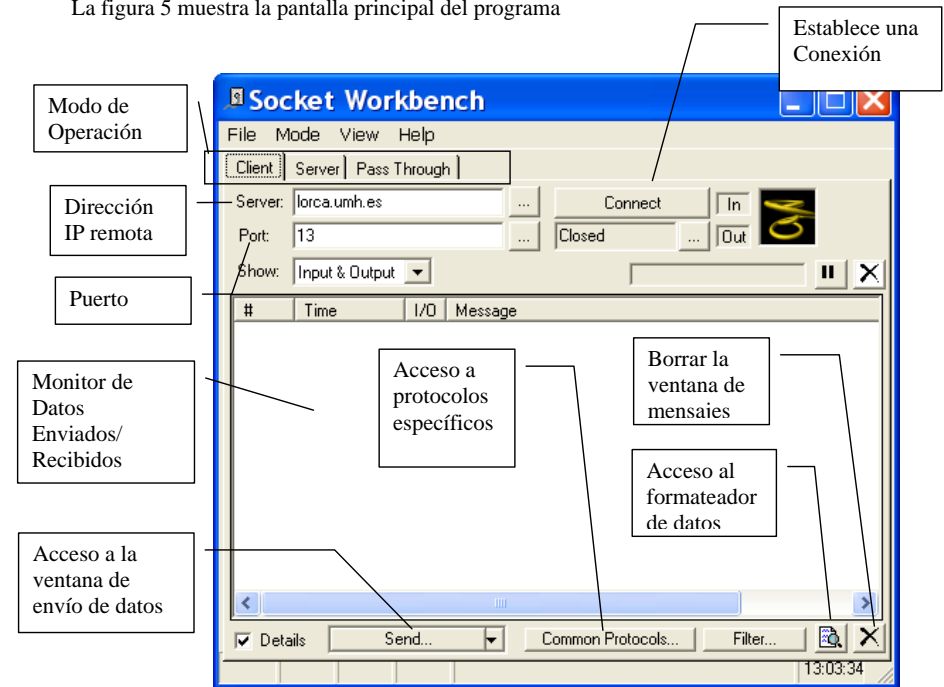 La figura 5 muestra la pantalla principal del programa
Establece una
Conexión
Modo de
Operación
Socket Workbench
File Mode View Help
Client Server Pass Through
Dirección
IP remota
Server: lorca.umh.es ... Connect In
Port: 13 ... Closed ... Out
Show: Input & Output
Puerto
# Time I/O Message
Monitor de
Datos
Enviados/
Recibidos
Acceso a
protocolos
específicos
Borrar la
ventana de
mensajes
Acceso al
formateador
de datos
Acceso a la
ventana de
envío de datos
Details Send... Common Protocols... Filter...
13:03:34